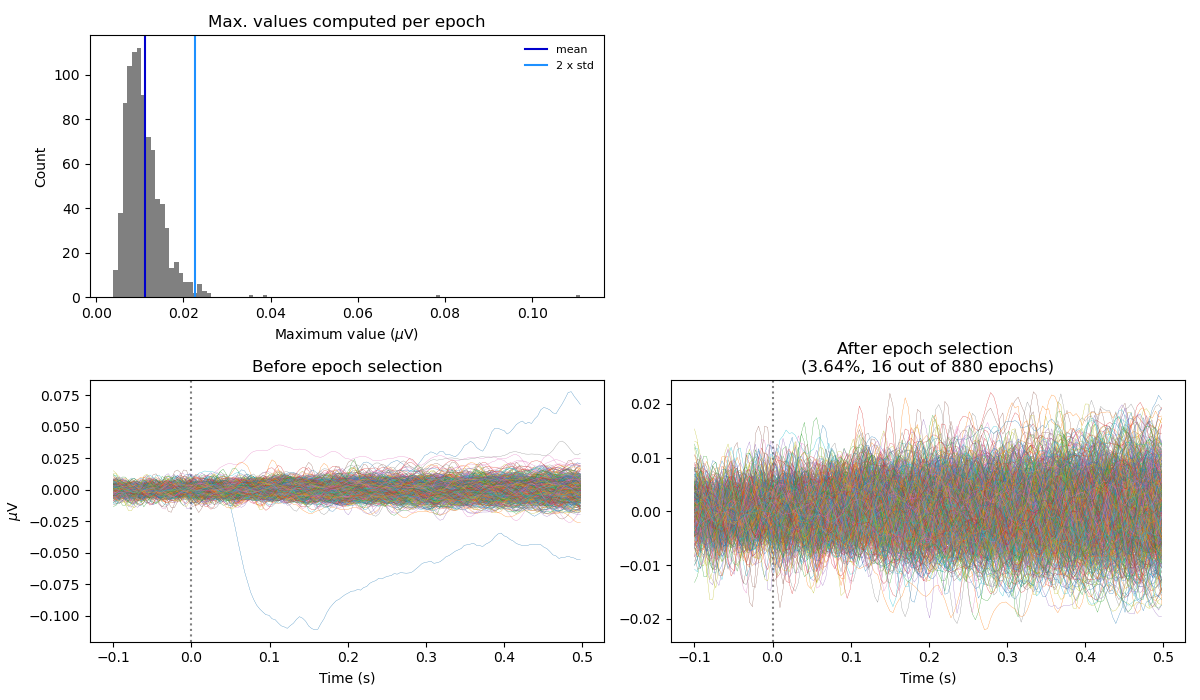 Max. values computed per epoch
mean
2 x std
Count
100
80
60
40
20
0
0.00 0.02 0.04 0.06 0.08 0.10
Maximum value (μV)
Before epoch selection
μV
0.075
0.050
0.025
0.000
−0.025
−0.050
−0.075
−0.100
−0.1 0.0 0.1 0.2 0.3 0.4 0.5
Time (s)
After epoch selection
(3.64%, 16 out of 880 epochs)
0.02
0.01
0.00
−0.01
−0.02
−0.1 0.0 0.1 0.2 0.3 0.4 0.5
Time (s)